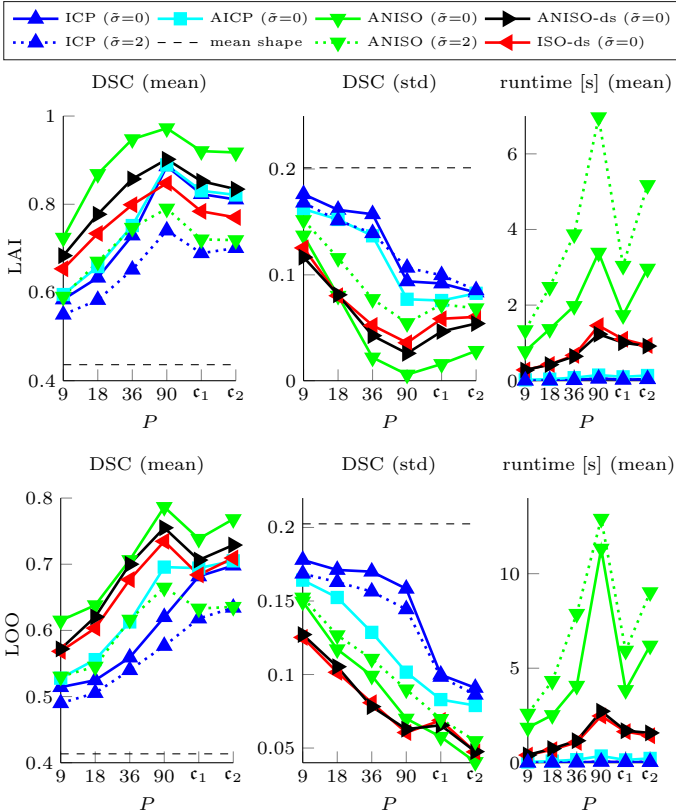 ICP (σ̃=0) AICP (σ̃=0) ANISO (σ̃=0) ANISO-ds (σ̃=0)
ICP (σ̃=2) mean shape ANISO (σ̃=2) ISO-ds (σ̃=0)
DSC (mean) DSC (std) runtime [s] (mean)
LAI
1
0.8
0.6
0.4
9 18 36 90 𝔠₁ 𝔠₂
P
0.2
0.1
0
9 18 36 90 𝔠₁ 𝔠₂
P
6
4
2
0
9 18 36 90 𝔠₁ 𝔠₂
P
DSC (mean) DSC (std) runtime [s] (mean)
LOO
0.8
0.7
0.6
0.5
0.4
9 18 36 90 𝔠₁ 𝔠₂
P
0.2
0.15
0.1
0.05
9 18 36 90 𝔠₁ 𝔠₂
P
10
5
0
9 18 36 90 𝔠₁ 𝔠₂
P